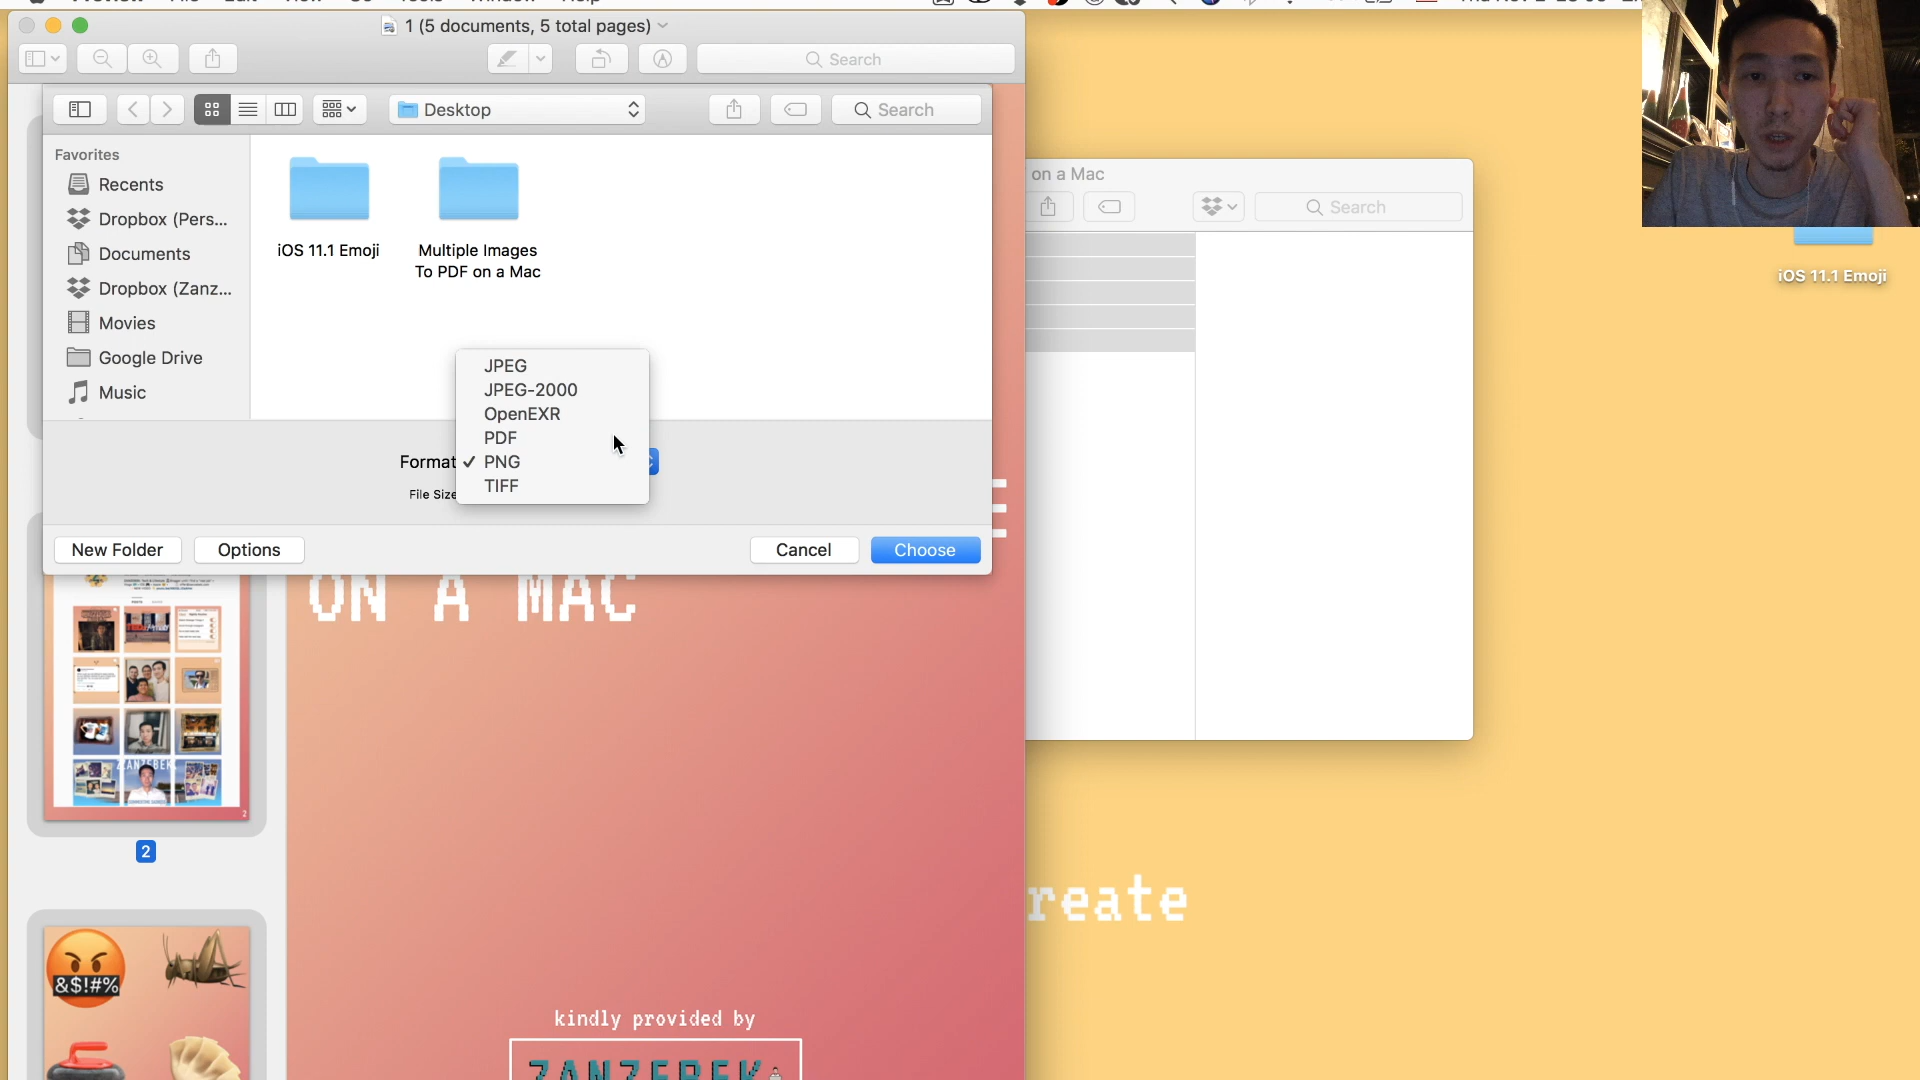 1 (5 documents, 5 total pages)
Search
Desktop
Search
Favorites
Recents
Dropbox (Pers...
Documents
Dropbox (Zanz...
Movies
Google Drive
Music
iOS 11.1 Emoji
Multiple Images
To PDF on a Mac
JPEG
JPEG-2000
OpenEXR
PDF
Format ✓ PNG
TIFF
File Size
New Folder
Options
Cancel
Choose
on a Mac
Search
iOS 11.1 Emoji
ON A MAC
ZANZEBEK
2
2
&$!#%
reate
kindly provided by
ZANZEBEK